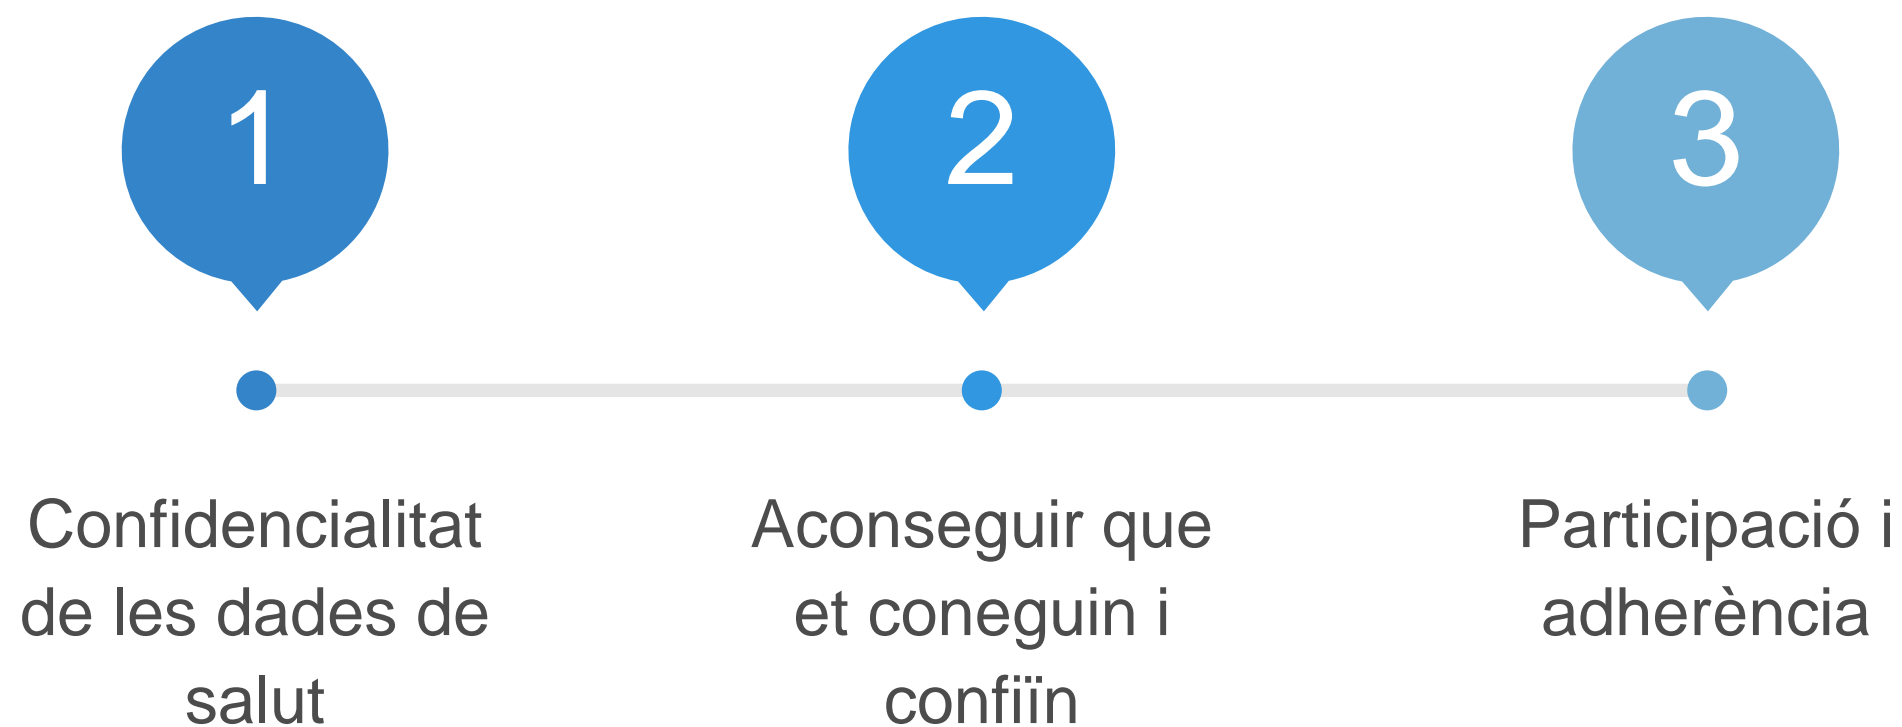 1
2
3
Confidencialitat
de les dades de
salut
Aconseguir que
et coneguin i
confiïn
Participació i
adherència